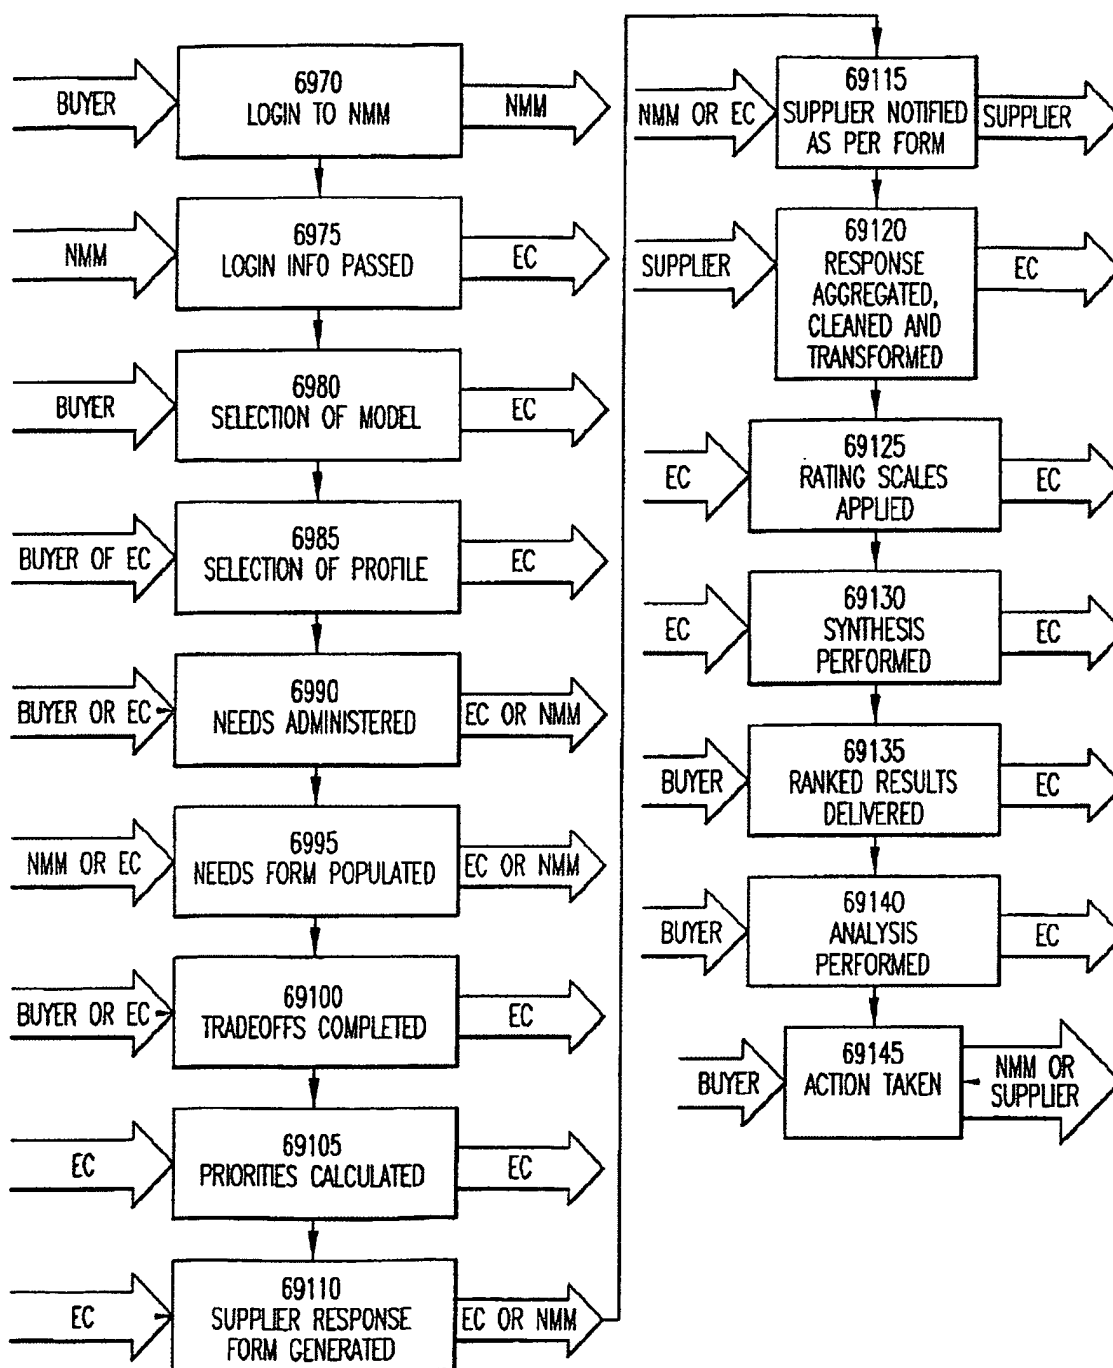 BUYER
6970
LOGIN TO NMM
NMM
NMM
6975
LOGIN INFO PASSED
EC
BUYER
6980
SELECTION OF MODEL
EC
BUYER OF EC
6985
SELECTION OF PROFILE
EC
BUYER OR EC
6990
NEEDS ADMINISTERED
EC OR NMM
NMM OR EC
6995
NEEDS FORM POPULATED
EC OR NMM
BUYER OR EC
69100
TRADEOFFS COMPLETED
EC
EC
69105
PRIORITIES CALCULATED
EC
EC
69110
SUPPLIER RESPONSE
FORM GENERATED
EC OR NMM
NMM OR EC
69115
SUPPLIER NOTIFIED
AS PER FORM
SUPPLIER
SUPPLIER
69120
RESPONSE
AGGREGATED,
CLEANED AND
TRANSFORMED
EC
EC
69125
RATING SCALES
APPLIED
EC
EC
69130
SYNTHESIS
PERFORMED
EC
BUYER
69135
RANKED RESULTS
DELIVERED
EC
BUYER
69140
ANALYSIS
PERFORMED
EC
BUYER
69145
ACTION TAKEN
NMM OR
SUPPLIER